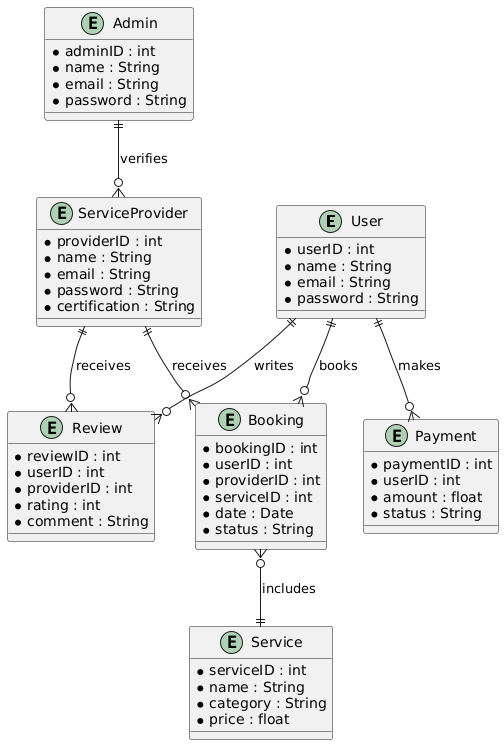 E Admin
adminID : int
name : String
email : String
password : String
verifies
E ServiceProvider
providerID : int
name : String
email : String
password : String
certification : String
E User
userID : int
name : String
email : String
password : String
receives
receives
writes
books
makes
E Review
reviewID : int
userID : int
providerID : int
rating : int
comment : String
E Booking
bookingID : int
userID : int
providerID : int
serviceID : int
date : Date
status : String
E Payment
paymentID : int
userID : int
amount : float
status : String
includes
E Service
serviceID : int
name : String
category : String
price : float